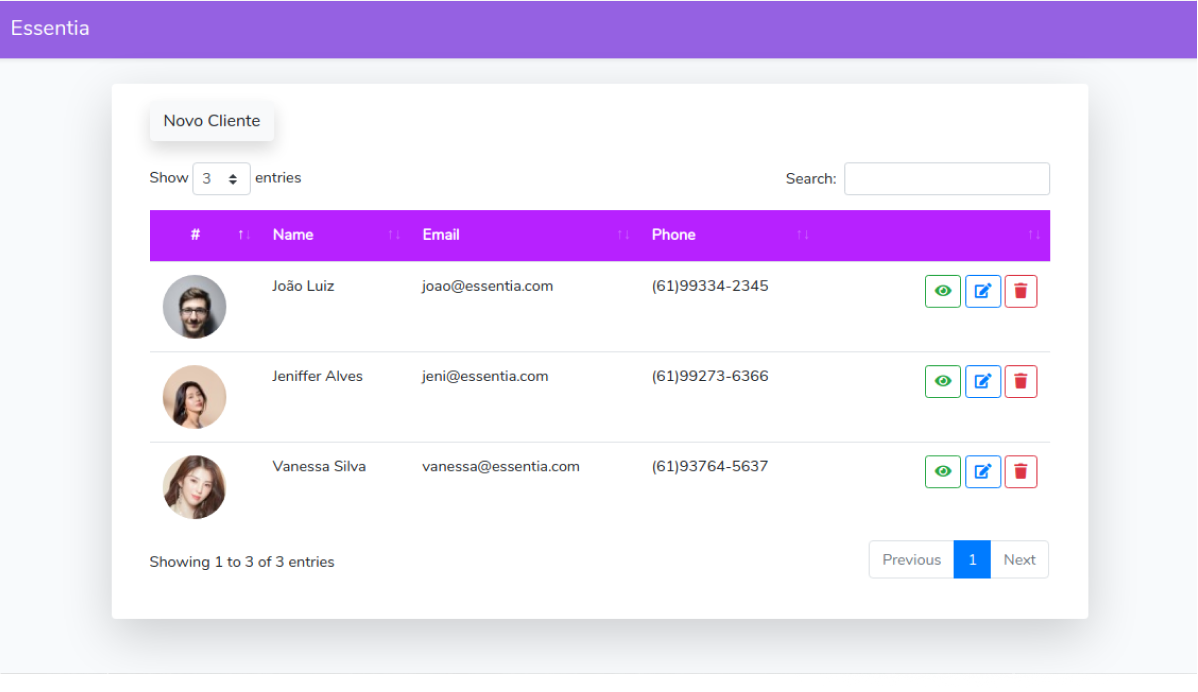 Essentia
Novo Cliente
Show 3 entries
Search:
# Name Email Phone
João Luiz joao@essentia.com (61)99334-2345
Jeniffer Alves jeni@essentia.com (61)99273-6366
Vanessa Silva vanessa@essentia.com (61)93764-5637
Showing 1 to 3 of 3 entries
Previous 1 Next